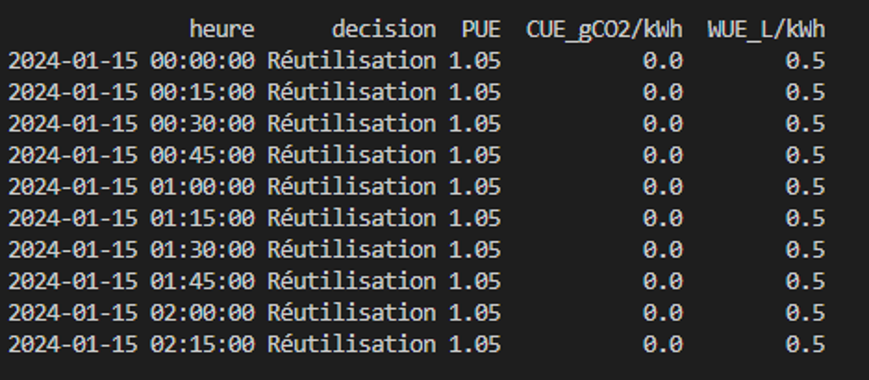 heure decision PUE CUE_gCO2/kWh WUE_L/kWh
2024-01-15 00:00:00 Réutilisation 1.05 0.0 0.5
2024-01-15 00:15:00 Réutilisation 1.05 0.0 0.5
2024-01-15 00:30:00 Réutilisation 1.05 0.0 0.5
2024-01-15 00:45:00 Réutilisation 1.05 0.0 0.5
2024-01-15 01:00:00 Réutilisation 1.05 0.0 0.5
2024-01-15 01:15:00 Réutilisation 1.05 0.0 0.5
2024-01-15 01:30:00 Réutilisation 1.05 0.0 0.5
2024-01-15 01:45:00 Réutilisation 1.05 0.0 0.5
2024-01-15 02:00:00 Réutilisation 1.05 0.0 0.5
2024-01-15 02:15:00 Réutilisation 1.05 0.0 0.5